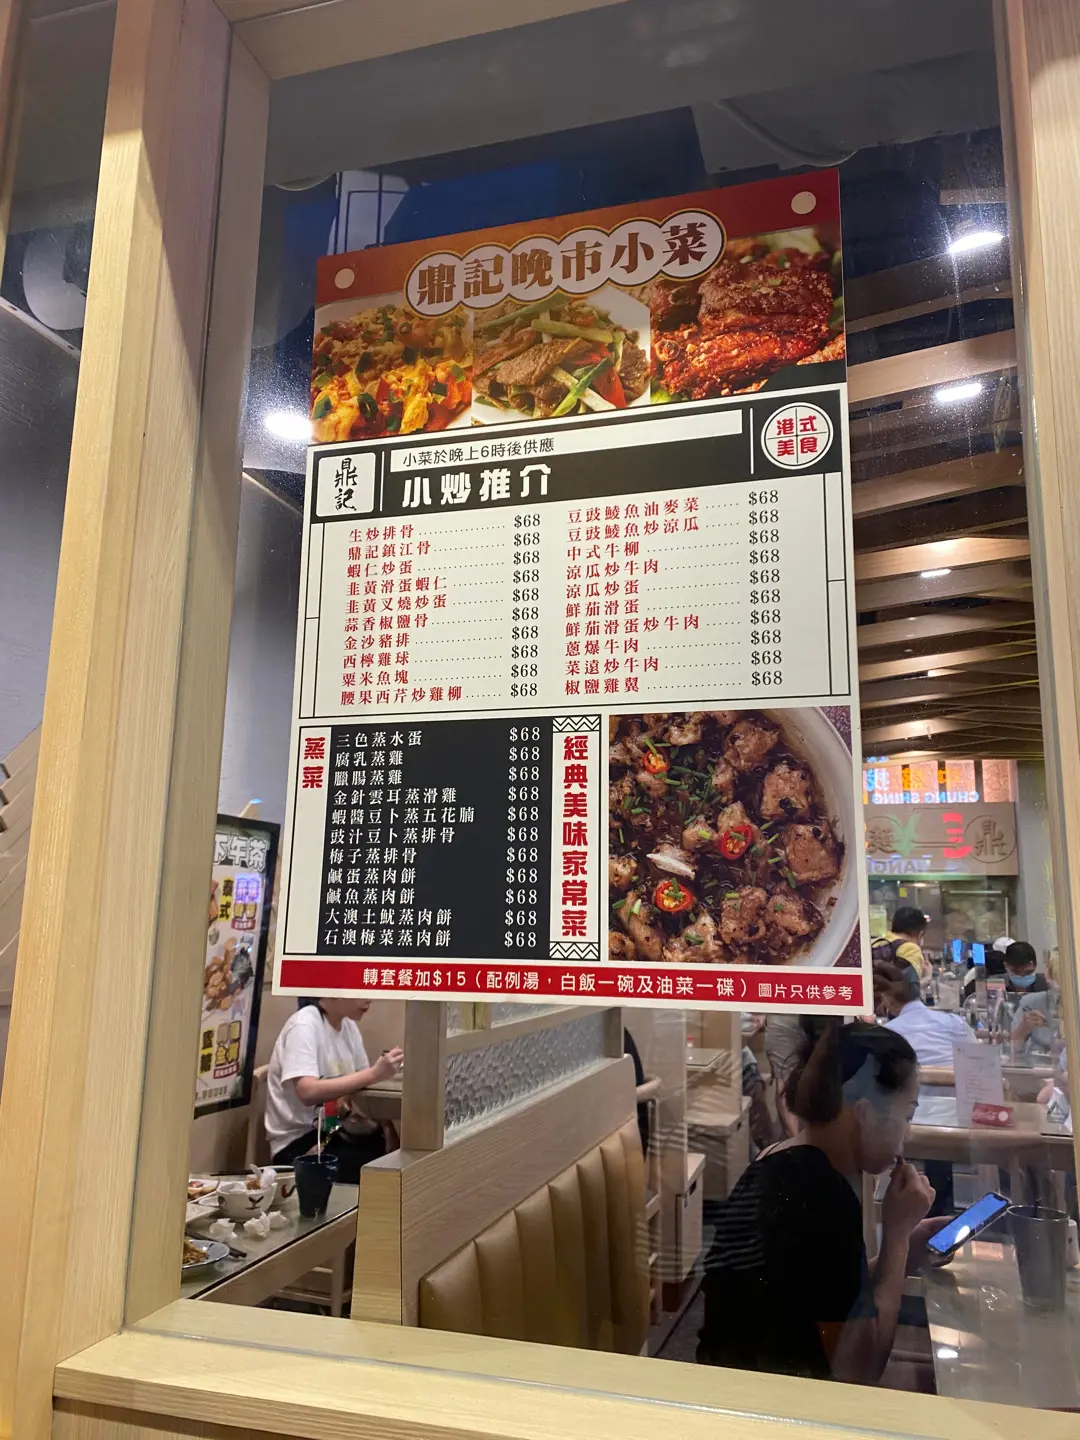 鼎記晚市小菜
小菜於晚上6時後供應
港式
美食
鼎記
小炒推介
生炒排骨 $68
鼎記鎮江骨 $68
蝦仁炒蛋 $68
韭黃滑蛋蝦仁 $68
韭黃叉燒炒蛋 $68
蒜香椒鹽骨 $68
金沙豬排 $68
西檸雞球 $68
粟米魚塊 $68
腰果西芹炒雞柳 $68
豆豉鯪魚油麥菜 $68
豆豉鯪魚炒涼瓜 $68
中式牛柳 $68
涼瓜炒牛肉 $68
涼瓜炒蛋 $68
鮮茄滑蛋 $68
鮮茄滑蛋炒牛肉 $68
蔥爆牛肉 $68
菜遠炒牛肉 $68
椒鹽雞翼 $68
蒸菜
三色蒸水蛋 $68
腐乳蒸雞 $68
臘腸蒸雞 $68
金針雲耳蒸滑雞 $68
蝦醬豆卜蒸五花腩 $68
豉汁豆卜蒸排骨 $68
梅子蒸排骨 $68
鹹蛋蒸肉餅 $68
鹹魚蒸肉餅 $68
大澳土魷蒸肉餅 $68
石澳梅菜蒸肉餅 $68
經典美味家常菜
轉套餐加$15（配例湯，白飯一碗及油菜一碟）圖片只供參考
下午茶
CHUNG SHING